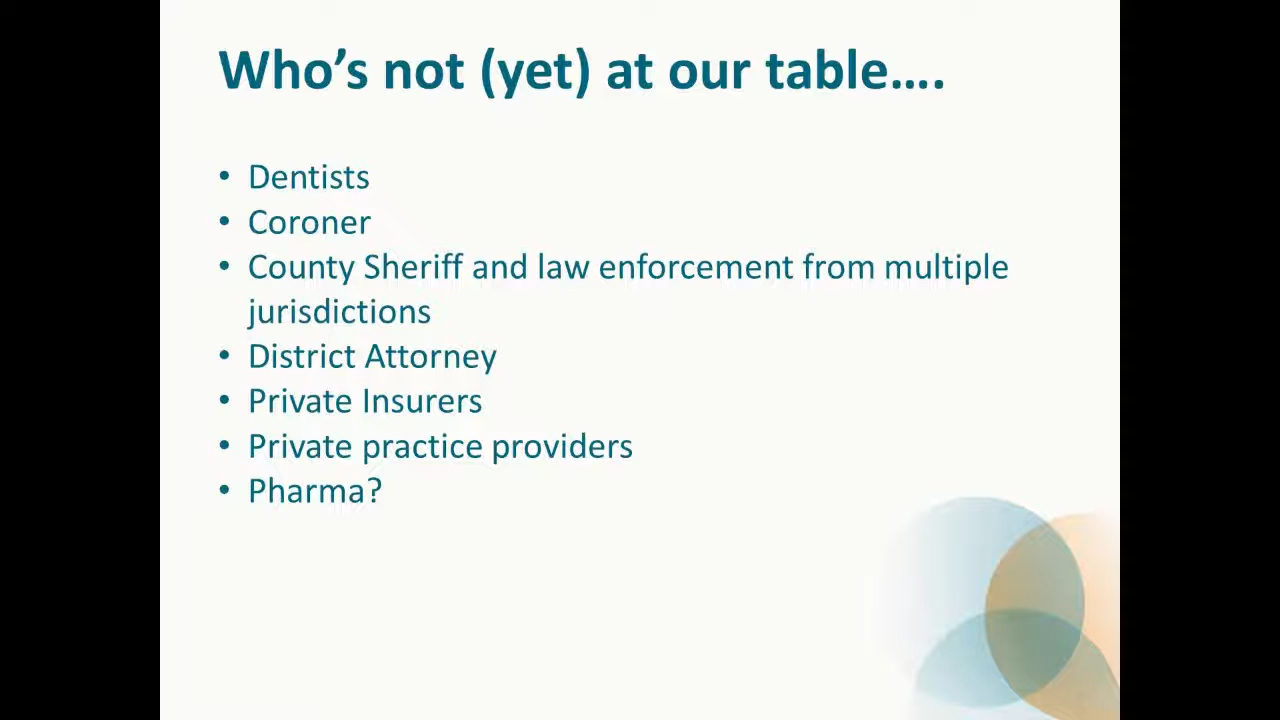 Who’s not (yet) at our table….
• Dentists
• Coroner
• County Sheriff and law enforcement from multiple
jurisdictions
• District Attorney
• Private Insurers
• Private practice providers
• Pharma?